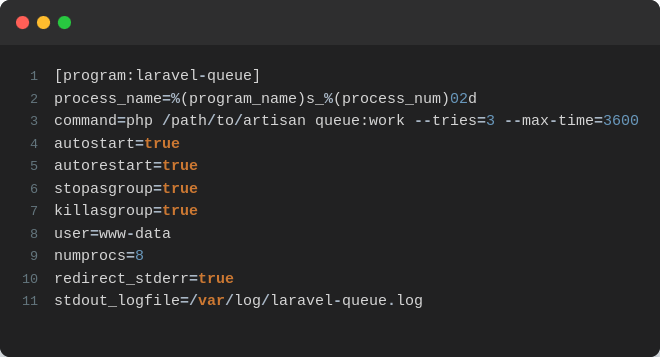 1 [program:laravel-queue]
2 process_name=%(program_name)s_%(process_num)02d
3 command=php /path/to/artisan queue:work --tries=3 --max-time=3600
4 autostart=true
5 autorestart=true
6 stopasgroup=true
7 killasgroup=true
8 user=www-data
9 numprocs=8
10 redirect_stderr=true
11 stdout_logfile=/var/log/laravel-queue.log